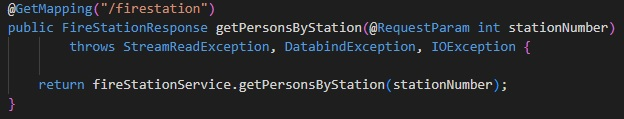 @GetMapping("/firestation")
public FireStationResponse getPersonsByStation(@RequestParam int stationNumber)
throws StreamReadException, DatabindException, IOException {
return fireStationService.getPersonsByStation(stationNumber);
}